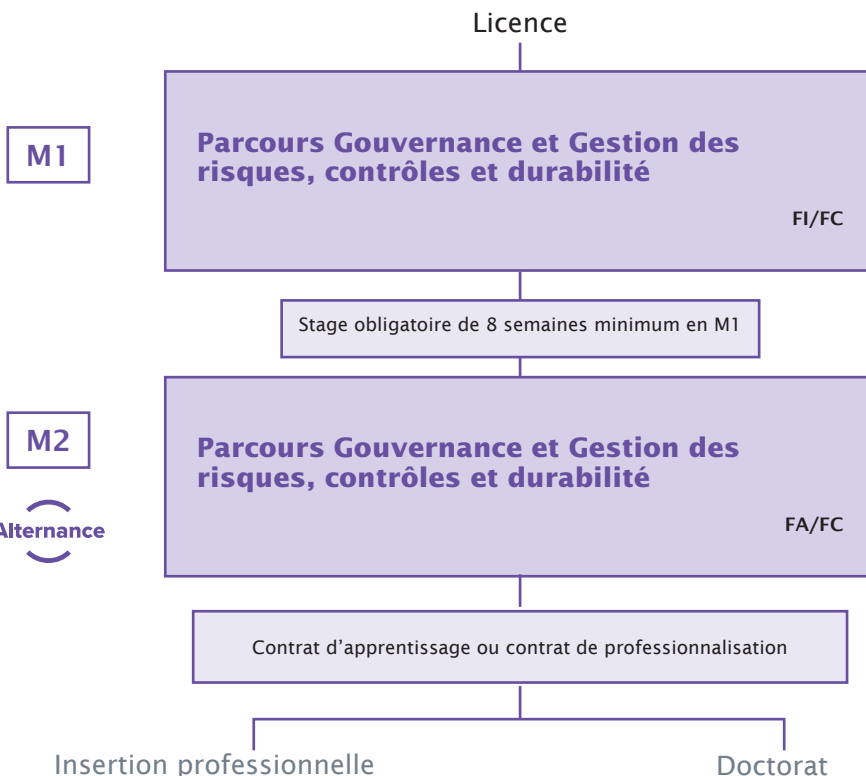 Licence
M1
Parcours Gouvernance et Gestion des
risques, contrôles et durabilité
FI/FC
Stage obligatoire de 8 semaines minimum en M1
M2
Alternance
Parcours Gouvernance et Gestion des
risques, contrôles et durabilité
FA/FC
Contrat d’apprentissage ou contrat de professionnalisation
Insertion professionnelle
Doctorat